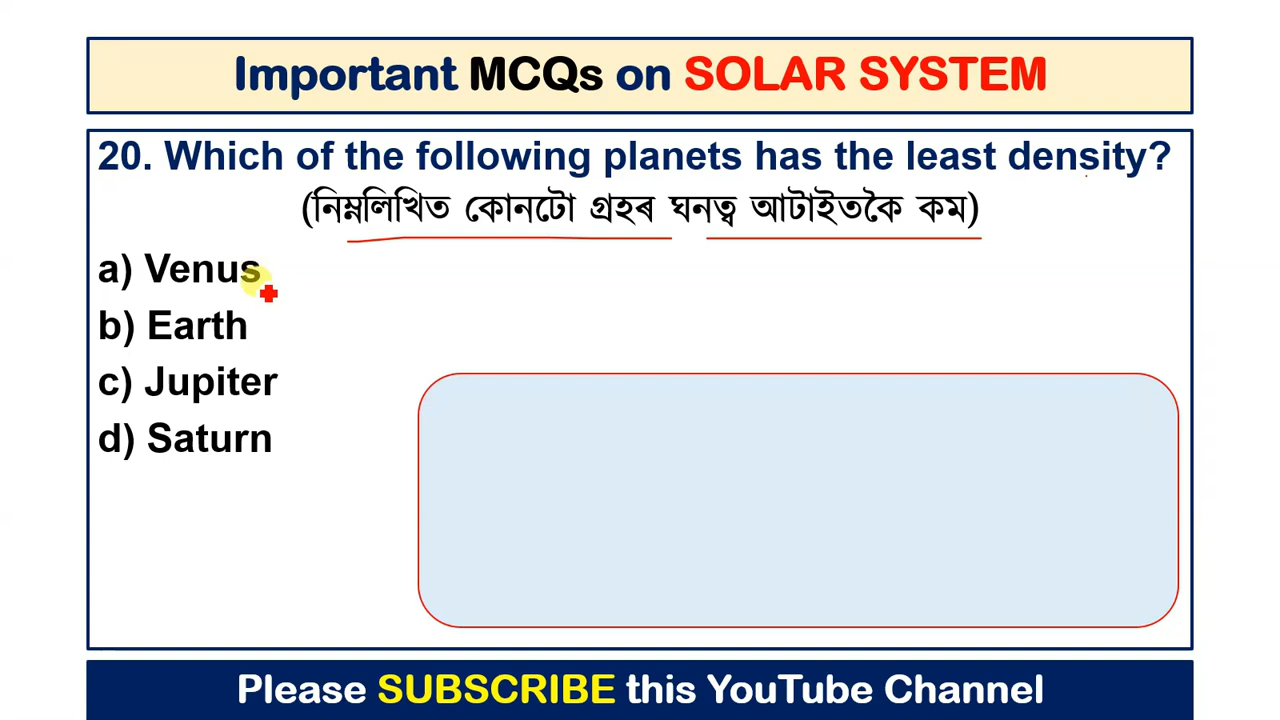 Important MCQs on SOLAR SYSTEM
20. Which of the following planets has the least density?
(নিম্নলিখিত কোনটো গ্ৰহৰ ঘনত্ব আটাইতকৈ কম)
a) Venus
b) Earth
c) Jupiter
d) Saturn
Please SUBSCRIBE this YouTube Channel